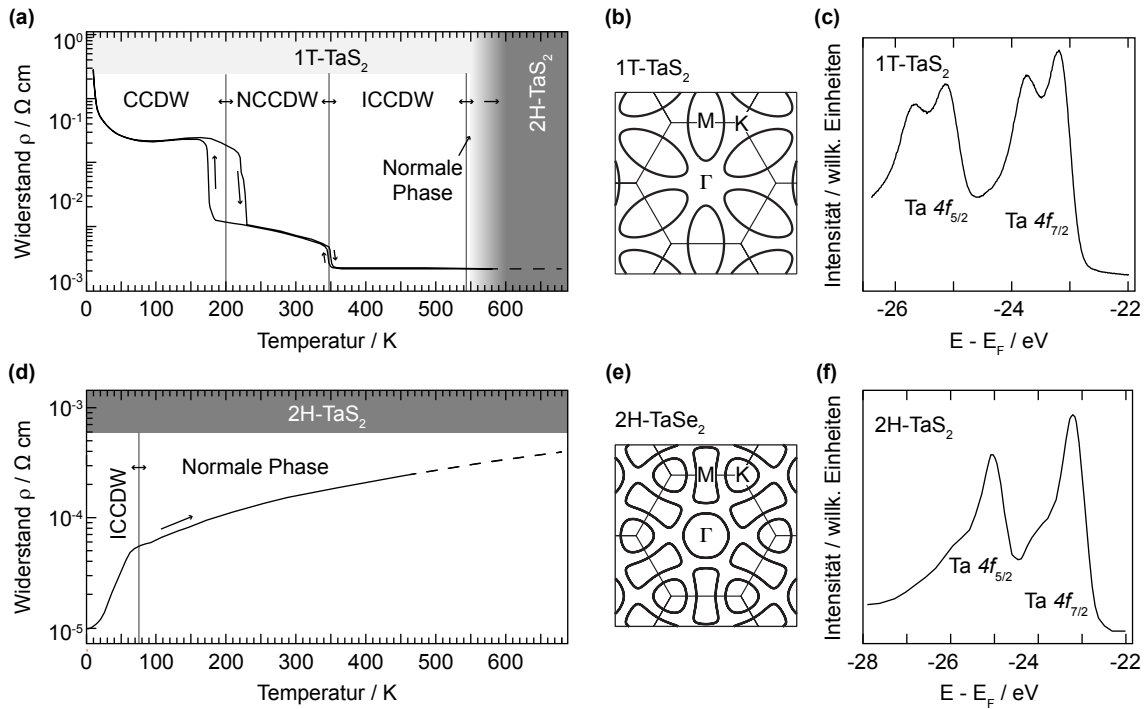 (a)
Widerstand ρ / Ω cm
10⁰
10⁻¹
10⁻²
10⁻³
1T-TaS₂
2H-TaS₂
CCDW
NCCDW
ICCDW
Normale
Phase
0
100
200
300
400
500
600
Temperatur / K
(b)
1T-TaS₂
M
K
Γ
(c)
Intensität / willk. Einheiten
1T-TaS₂
Ta 4f₅/₂
Ta 4f₇/₂
-26
-24
-22
E - E_F / eV
(d)
Widerstand ρ / Ω cm
10⁻³
10⁻⁴
10⁻⁵
2H-TaS₂
ICCDW
Normale Phase
0
100
200
300
400
500
600
Temperatur / K
(e)
2H-TaSe₂
M
K
Γ
(f)
Intensität / willk. Einheiten
2H-TaS₂
Ta 4f₅/₂
Ta 4f₇/₂
-28
-26
-24
-22
E - E_F / eV